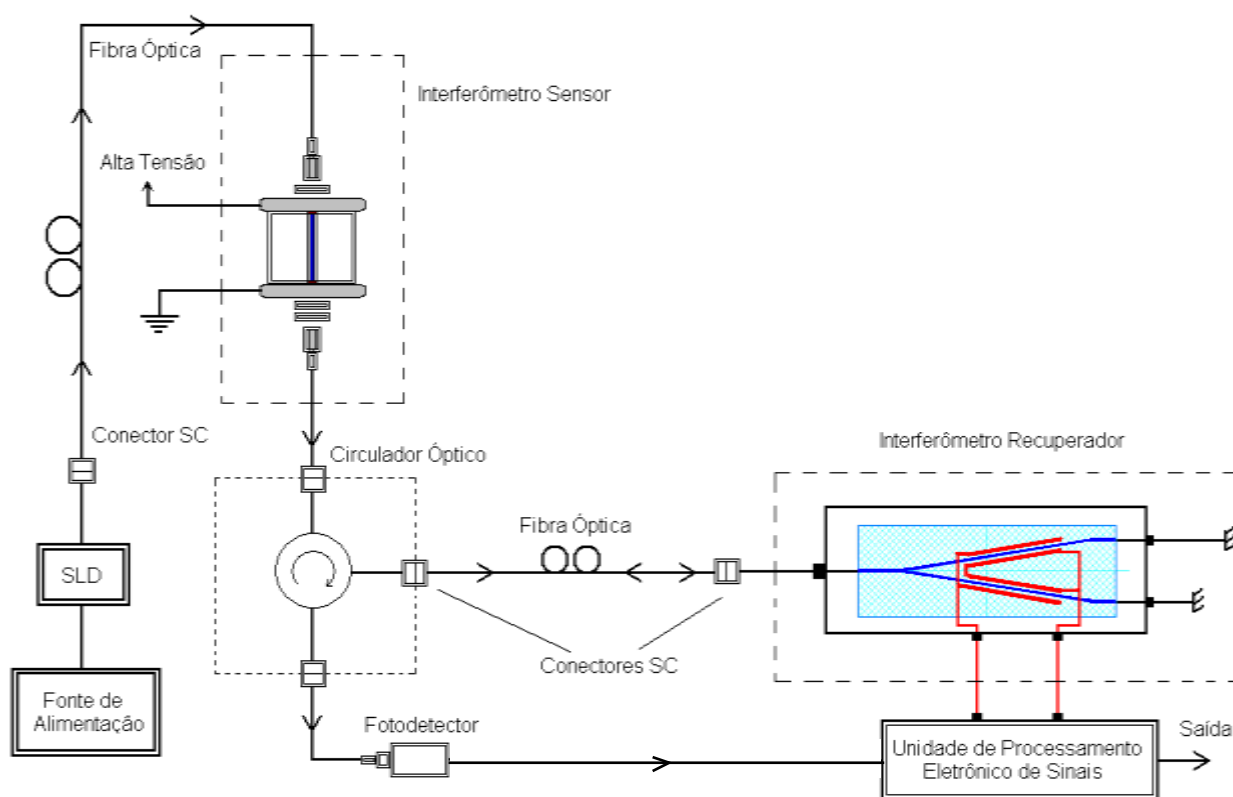 Fibra Óptica
Interferômetro Sensor
Alta Tensão
Conector SC
Circulador Óptico
Interferômetro Recuperador
Fibra Óptica
SLD
Conectores SC
Fonte de
Alimentação
Fotodetector
Saída
Unidade de Processamento
Eletrônico de Sinais